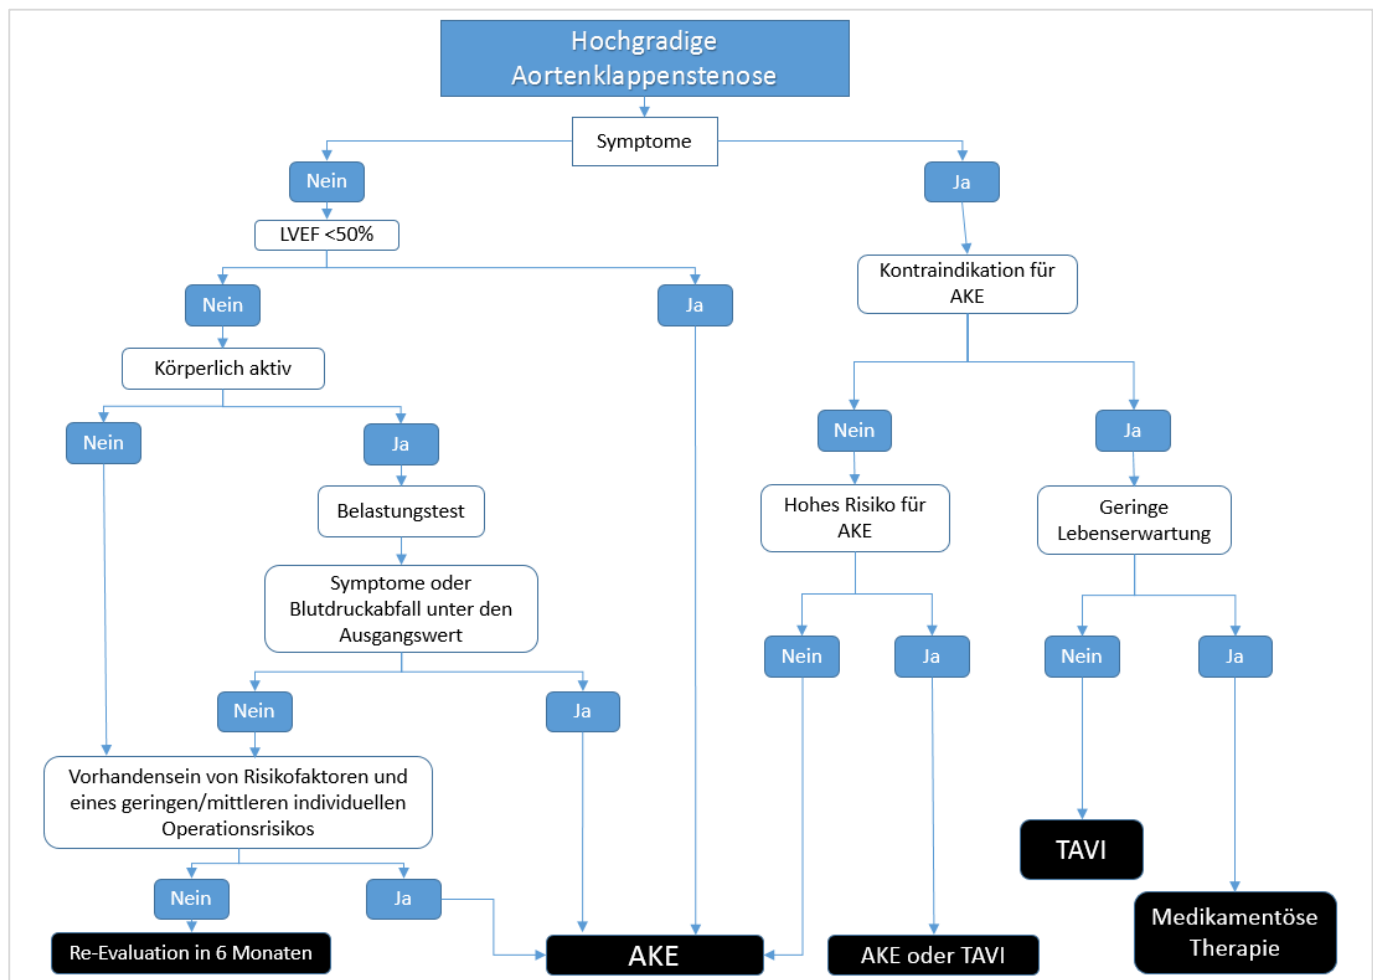 Hochgradige
Aortenklappenstenose
Symptome
Nein
Ja
LVEF <50%
Kontraindikation für
AKE
Nein
Ja
Körperlich aktiv
Nein
Ja
Nein
Ja
Belastungstest
Hohes Risiko für
AKE
Geringe
Lebenserwartung
Symptome oder
Blutdruckabfall unter den
Ausgangswert
Nein
Ja
Nein
Ja
Nein
Ja
Vorhandensein von Risikofaktoren und
eines geringen/mittleren individuellen
Operationsrisikos
TAVI
Nein
Ja
Medikamentöse
Therapie
Re-Evaluation in 6 Monaten
AKE
AKE oder TAVI